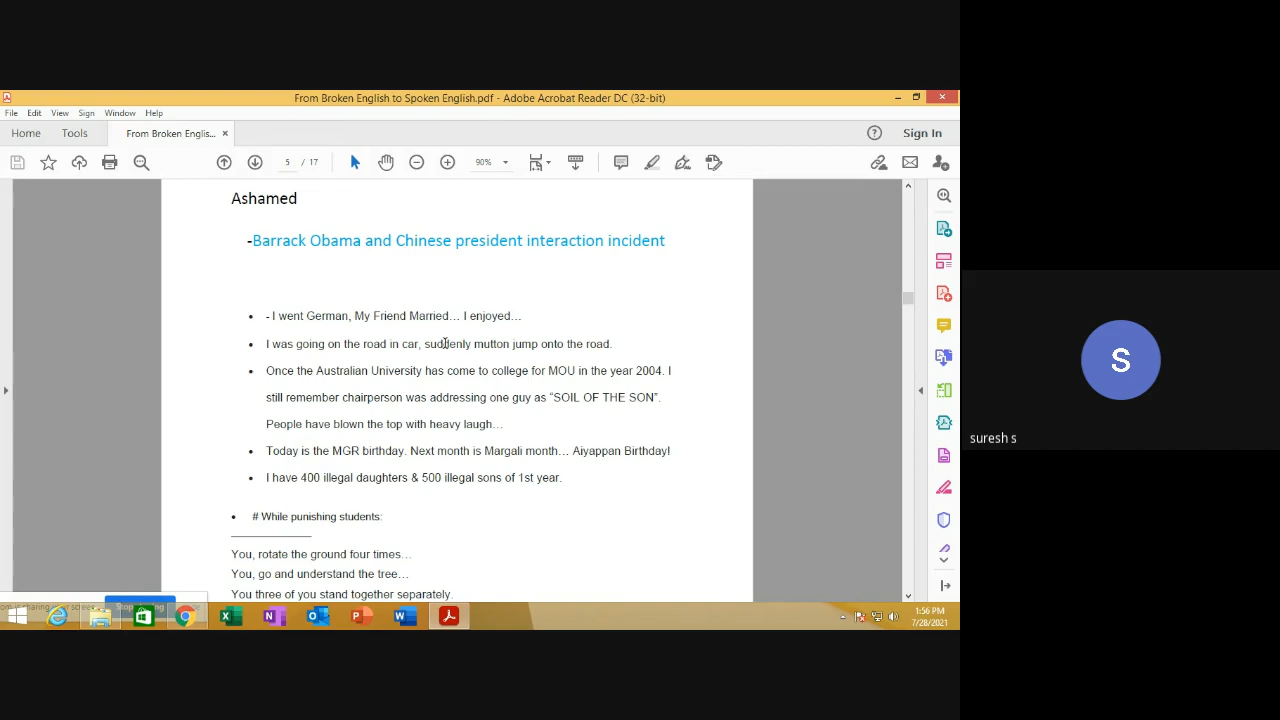 From Broken English to Spoken English.pdf - Adobe Acrobat Reader DC (32-bit)
File Edit View Sign Window Help
Home Tools From Broken Englis... × Sign In
5 / 17 90%
Ashamed
-Barrack Obama and Chinese president interaction incident
• - I went German, My Friend Married… I enjoyed…
• I was going on the road in car, suddenly mutton jump onto the road.
• Once the Australian University has come to college for MOU in the year 2004. I
still remember chairperson was addressing one guy as “SOIL OF THE SON”.
People have blown the top with heavy laugh…
• Today is the MGR birthday. Next month is Margali month… Aiyappan Birthday!
• I have 400 illegal daughters & 500 illegal sons of 1st year.
• # While punishing students:
You, rotate the ground four times…
You, go and understand the tree…
You three of you stand together separately.
1:56 PM
7/28/2021
S
suresh s